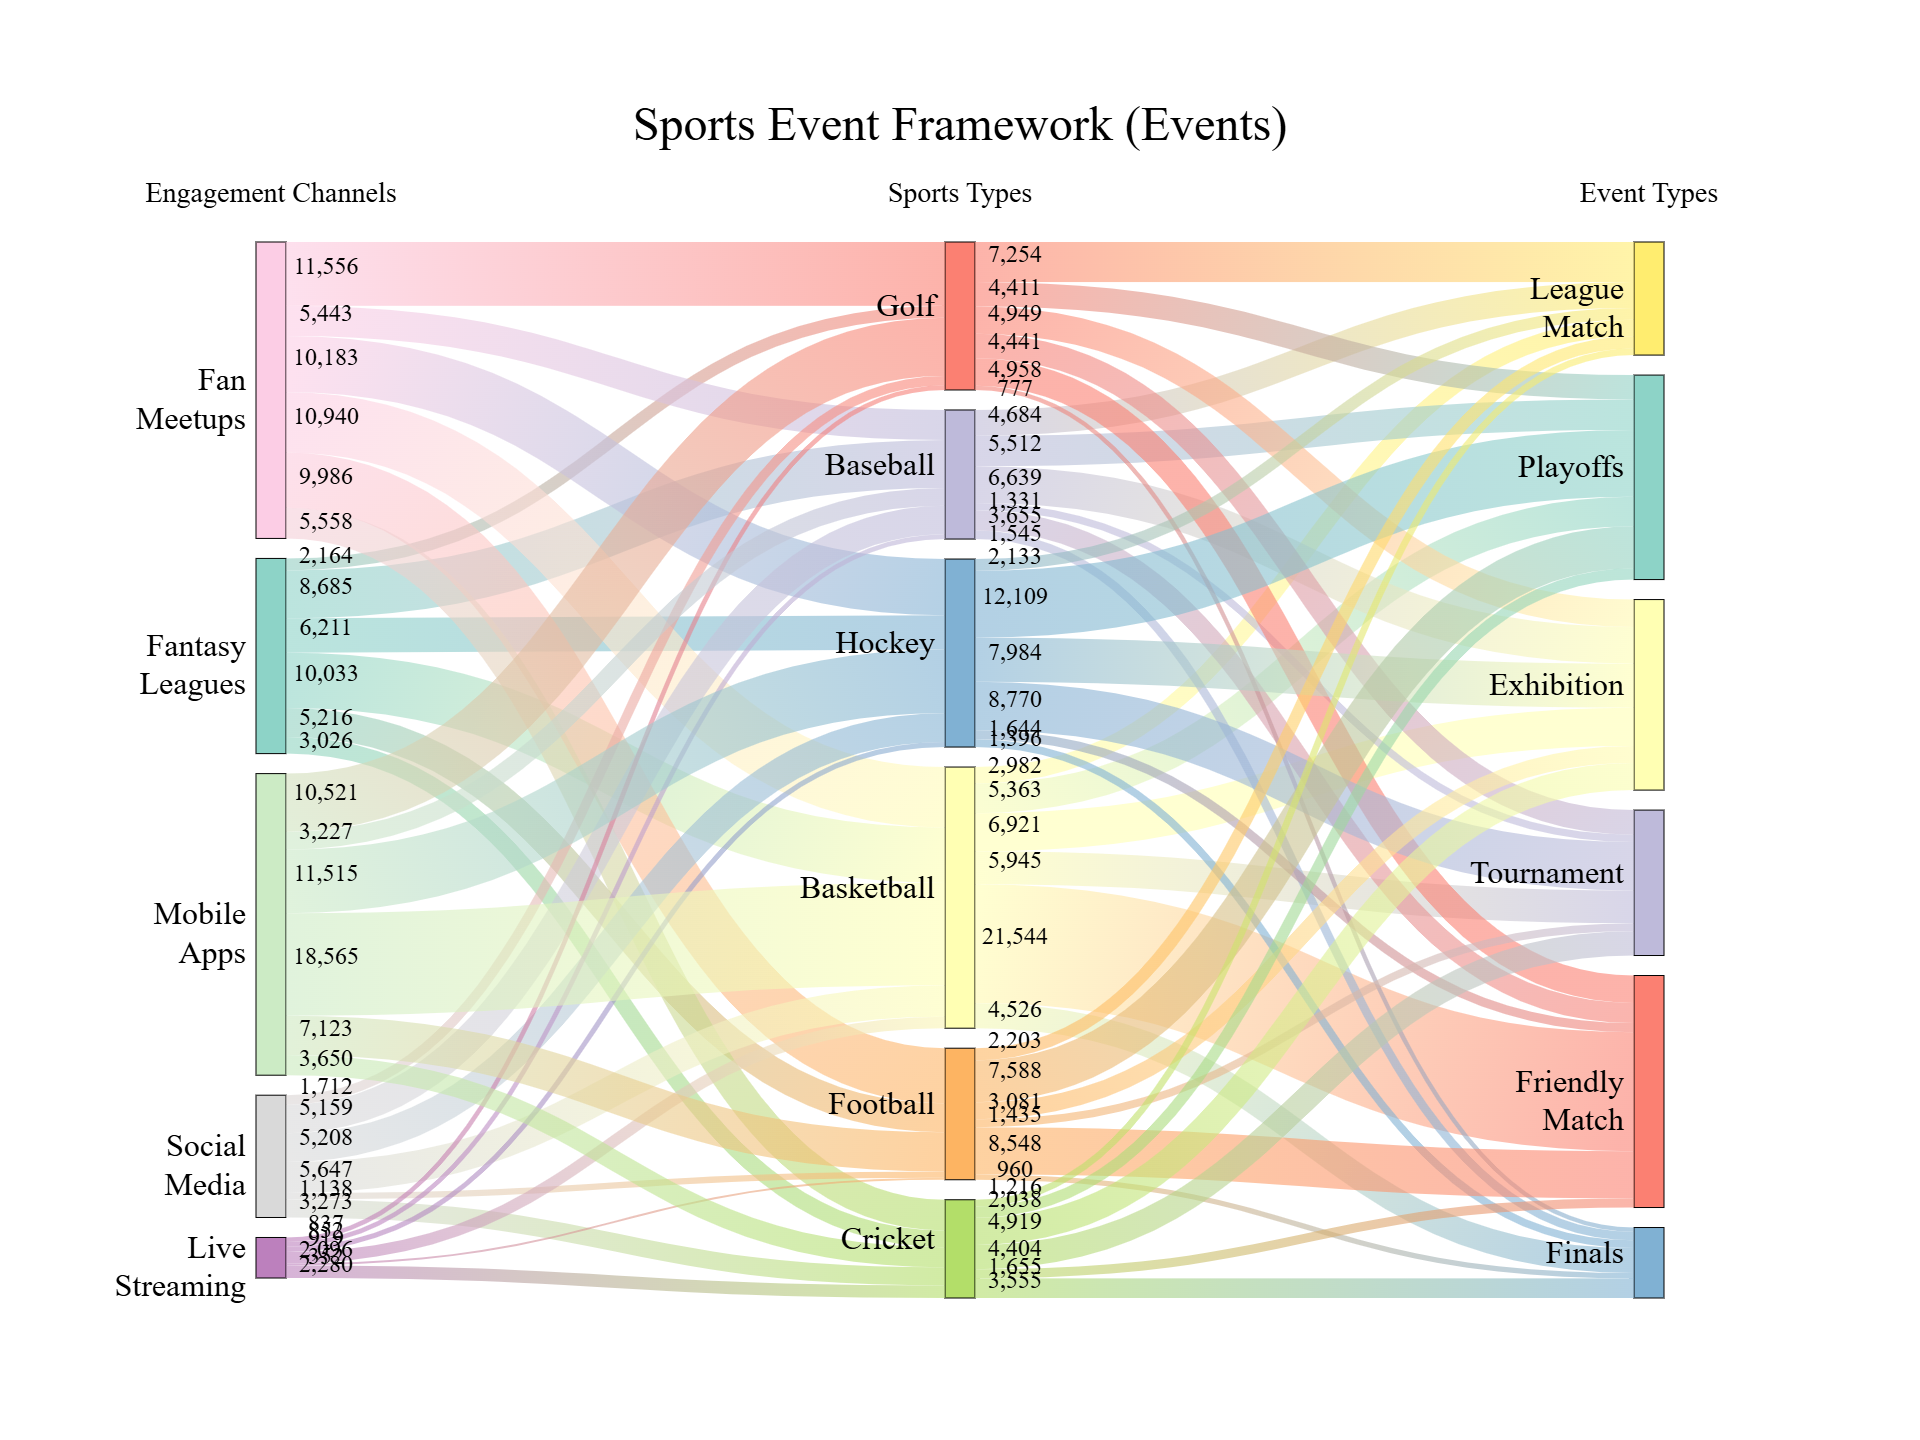 Sports Event Framework (Events)
Engagement Channels
Sports Types
Event Types
Fan
Meetups
Fantasy
Leagues
Mobile
Apps
Social
Media
Live
Streaming
11,556
5,443
10,183
10,940
9,986
5,558
2,164
8,685
6,211
10,033
5,216
3,026
10,521
3,227
11,515
18,565
7,123
3,650
1,712
5,159
5,208
5,647
1,138
3,273
837
852
919
2,096
352
2,280
Golf
Baseball
Hockey
Basketball
Football
Cricket
7,254
4,411
4,949
4,441
4,958
777
4,684
5,512
6,639
1,331
3,655
1,545
2,133
12,109
7,984
8,770
1,644
1,396
2,982
5,363
6,921
5,945
21,544
4,526
2,203
7,588
3,081
1,435
8,548
960
1,216
2,038
4,919
4,404
1,655
3,555
League
Match
Playoffs
Exhibition
Tournament
Friendly
Match
Finals